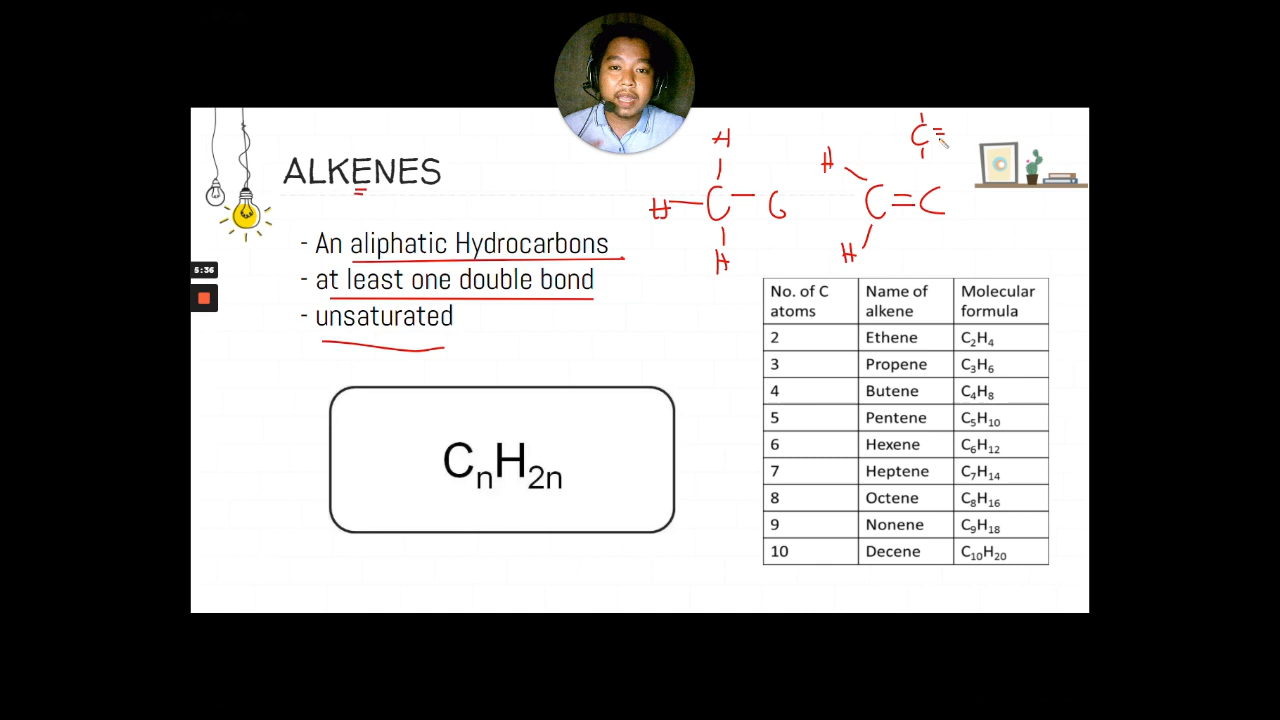 ALKENES
- An aliphatic Hydrocarbons
- at least one double bond
- unsaturated
5:36
CnH2n
H
H - C - C
H
H
C = C
H
C =
No. of C atoms | Name of alkene | Molecular formula
2 | Ethene | C2H4
3 | Propene | C3H6
4 | Butene | C4H8
5 | Pentene | C5H10
6 | Hexene | C6H12
7 | Heptene | C7H14
8 | Octene | C8H16
9 | Nonene | C9H18
10 | Decene | C10H20